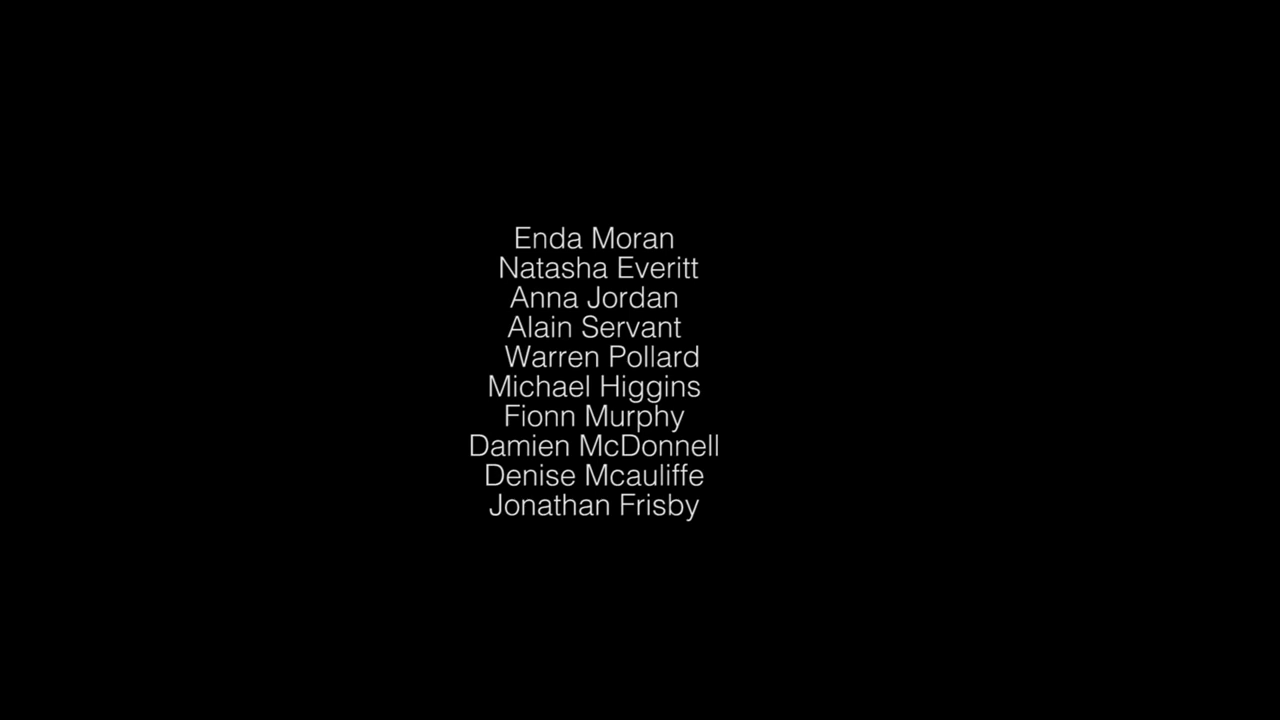 Enda Moran
Natasha Everitt
Anna Jordan
Alain Servant
Warren Pollard
Michael Higgins
Fionn Murphy
Damien McDonnell
Denise Mcauliffe
Jonathan Frisby